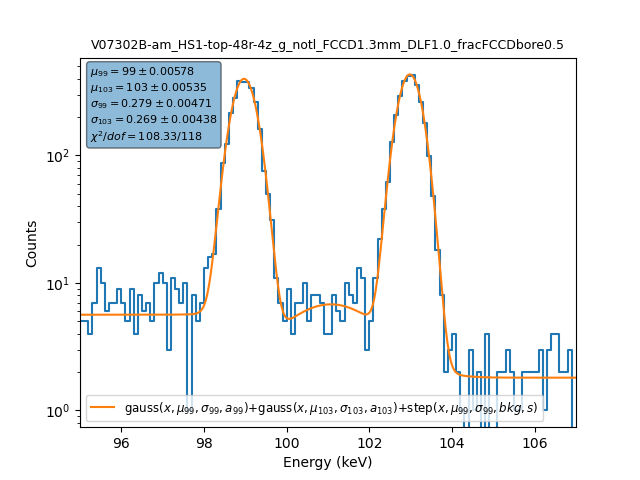 V07302B-am_HS1-top-48r-4z_g_notl_FCCD1.3mm_DLF1.0_fracFCCDbore0.5
μ₉₉ = 99 ± 0.00578
μ₁₀₃ = 103 ± 0.00535
σ₉₉ = 0.279 ± 0.00471
σ₁₀₃ = 0.269 ± 0.00438
χ²/dof = 108.33/118
Counts
10²
10¹
10⁰
gauss(x, μ₉₉, σ₉₉, a₉₉)+gauss(x, μ₁₀₃, σ₁₀₃, a₁₀₃)+step(x, μ₉₉, σ₉₉, bkg, s)
96 98 100 102 104 106
Energy (keV)